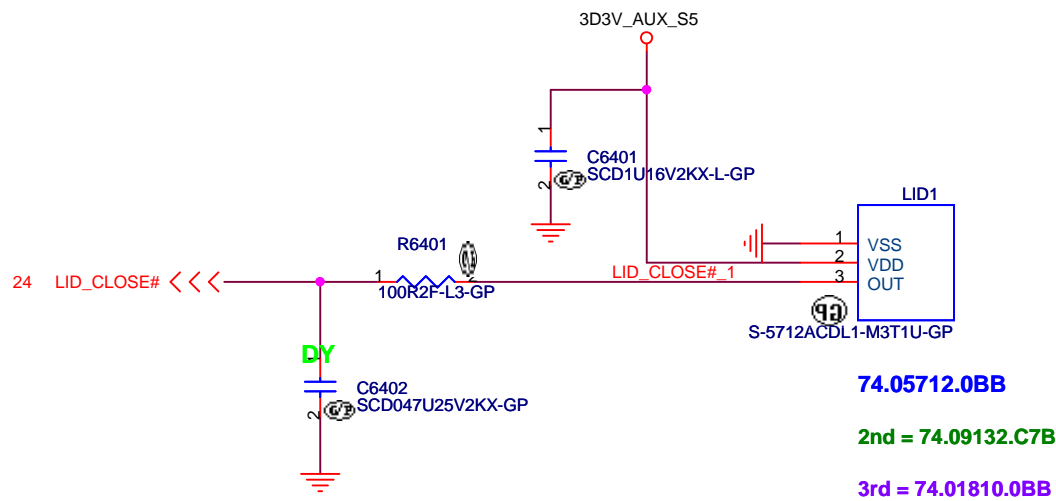 3D3V_AUX_S5
1
C6401
SCD1U16V2KX-L-GP
2
G/P
LID1
R6401
1 VSS
2 VDD
3 OUT
24 LID_CLOSE#
1
2
100R2F-L3-GP
LID_CLOSE#_1
GP
S-5712ACDL1-M3T1U-GP
DY
1
C6402
SCD047U25V2KX-GP
2
G/P
74.05712.0BB
2nd = 74.09132.C7B
3rd = 74.01810.0BB